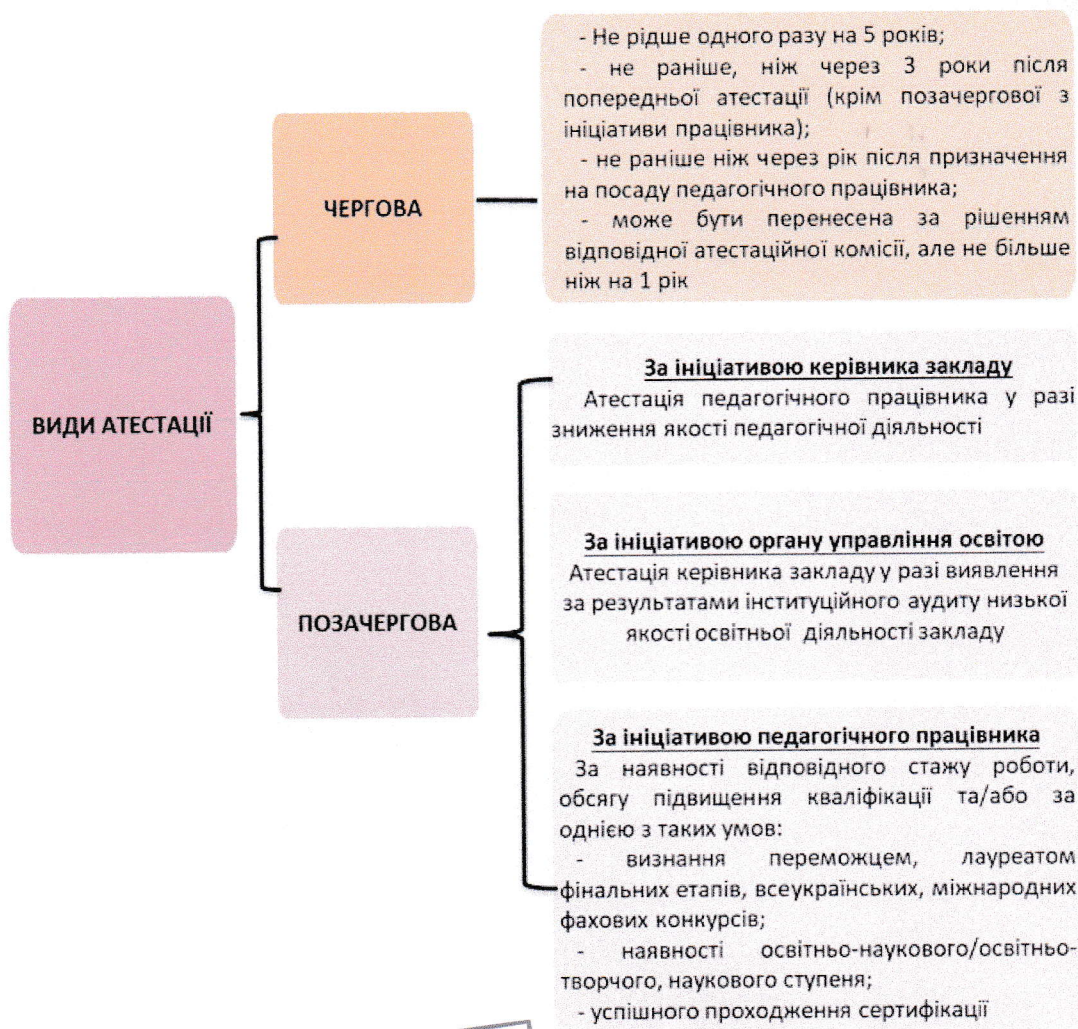 - Не рідше одного разу на 5 років;
- не раніше, ніж через 3 роки після
попередньої атестації (крім позачергової з
ініціативи працівника);
- не раніше ніж через рік після призначення
на посаду педагогічного працівника;
- може бути перенесена за рішенням
відповідної атестаційної комісії, але не більше
ніж на 1 рік
ЧЕРГОВА
ВИДИ АТЕСТАЦІЇ
ПОЗАЧЕРГОВА
За ініціативою керівника закладу
Атестація педагогічного працівника у разі
зниження якості педагогічної діяльності
За ініціативою органу управління освітою
Атестація керівника закладу у разі виявлення
за результатами інституційного аудиту низької
якості освітньої діяльності закладу
За ініціативою педагогічного працівника
За наявності відповідного стажу роботи,
обсягу підвищення кваліфікації та/або за
однією з таких умов:
- визнання переможцем, лауреатом
фінальних етапів, всеукраїнських, міжнародних
фахових конкурсів;
- наявності освітньо-наукового/освітньо-
творчого, наукового ступеня;
- успішного проходження сертифікації